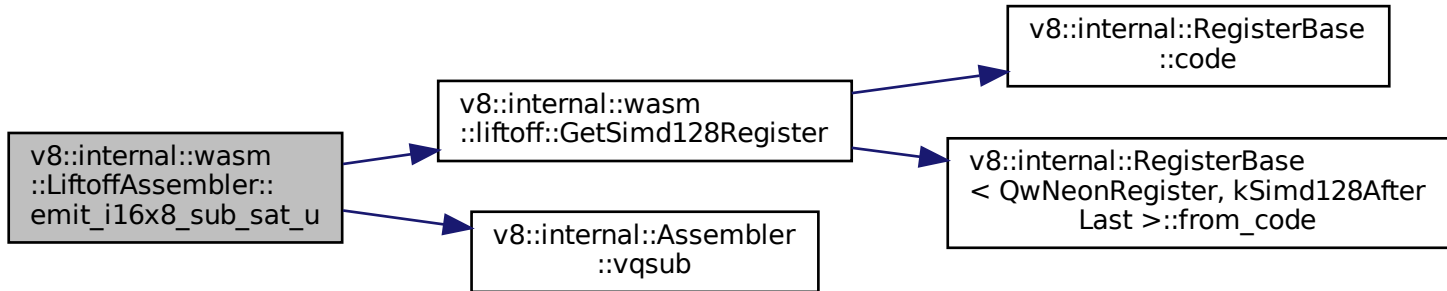 v8::internal::wasm
::LiftoffAssembler::
emit_i16x8_sub_sat_u
v8::internal::wasm
::liftoff::GetSimd128Register
v8::internal::Assembler
::vqsub
v8::internal::RegisterBase
::code
v8::internal::RegisterBase
< QwNeonRegister, kSimd128After
Last >::from_code